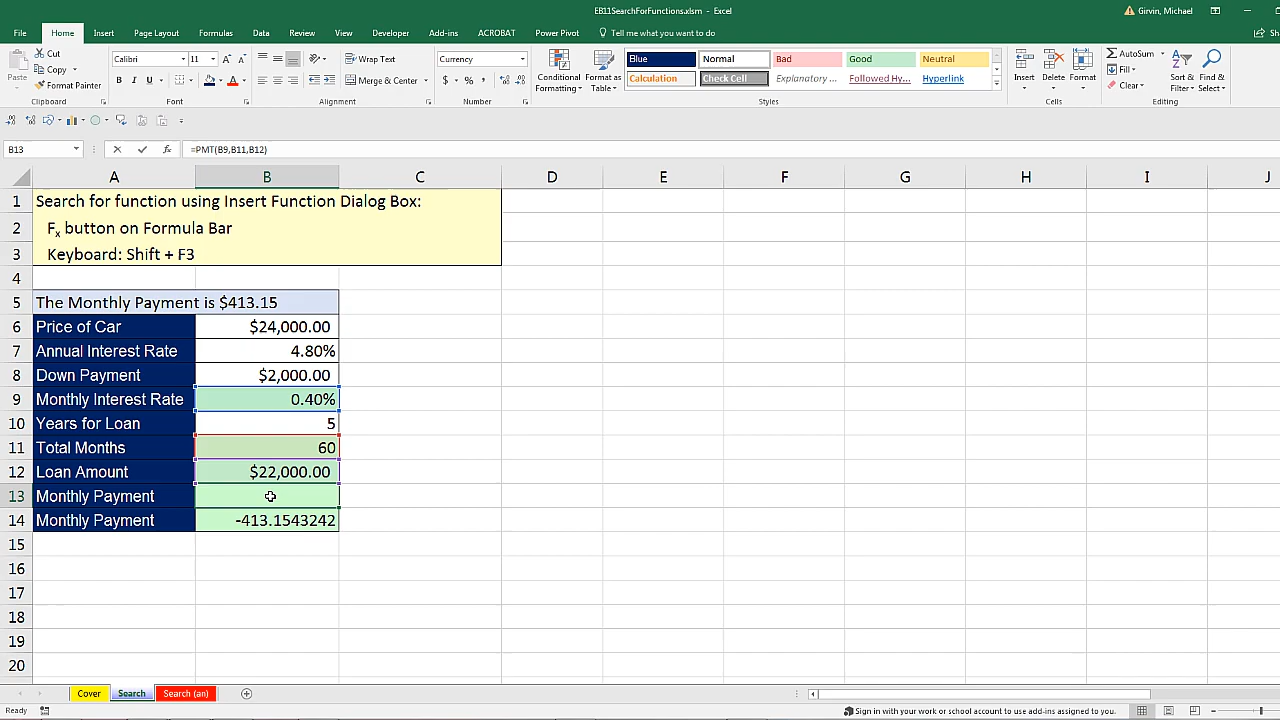 EB11SearchForFunctions.xlsm - Excel
Girvin, Michael
File Home Insert Page Layout Formulas Data Review View Developer Add-ins ACROBAT Power Pivot Tell me what you want to do
Paste
Cut
Copy
Format Painter
Clipboard
Calibri 11
B I U
Font
Wrap Text
Merge & Center
Alignment
Currency
$ % ,
Number
Conditional Formatting
Format as Table
Blue Normal Bad Good Neutral
Calculation Check Cell Explanatory ... Followed Hy... Hyperlink
Styles
Insert Delete Format
Cells
AutoSum
Fill
Clear
Sort & Filter
Find & Select
Editing
B13 fx =PMT(B9,B11,B12)
A B C D E F G H I J
1 Search for function using Insert Function Dialog Box:
2 Fx button on Formula Bar
3 Keyboard: Shift + F3
4
5 The Monthly Payment is $413.15
6 Price of Car $24,000.00
7 Annual Interest Rate 4.80%
8 Down Payment $2,000.00
9 Monthly Interest Rate 0.40%
10 Years for Loan 5
11 Total Months 60
12 Loan Amount $22,000.00
13 Monthly Payment
14 Monthly Payment -413.1543242
15
16
17
18
19
20
Cover Search Search (an)
Ready
Sign in with your work or school account to use add-ins assigned to you.